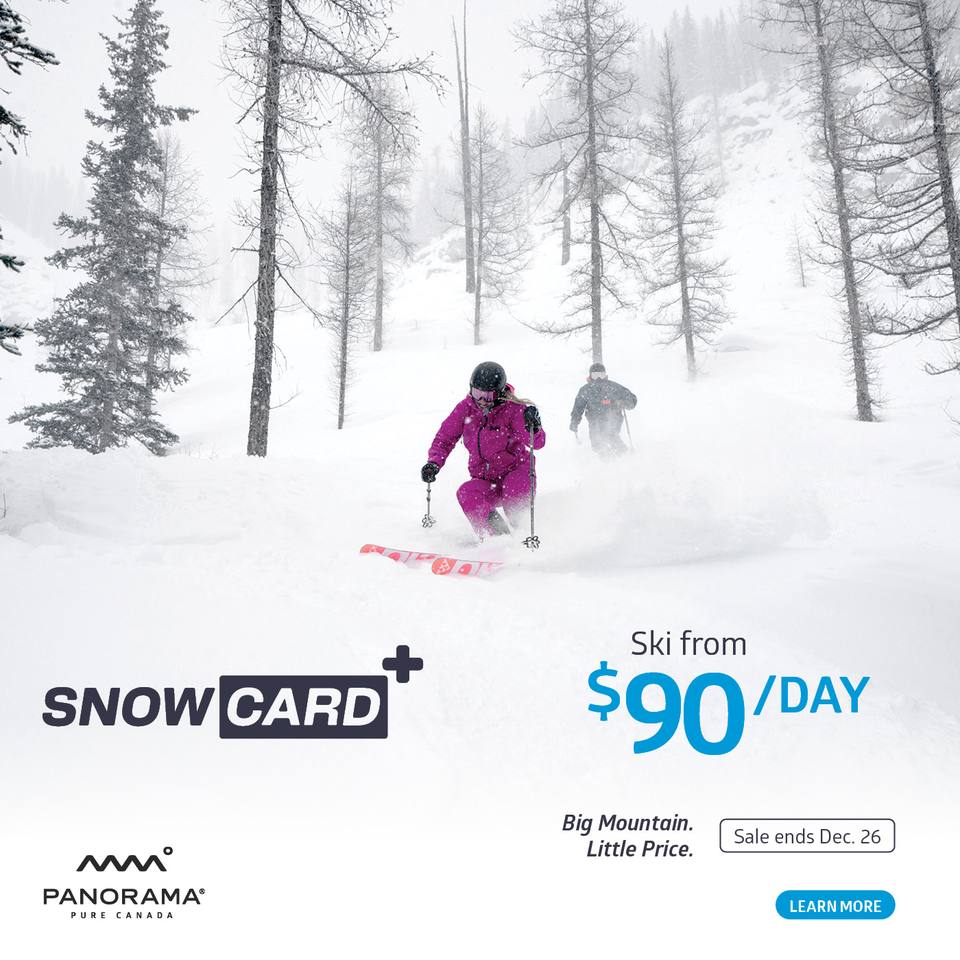 SNOWCARD+
Ski from
$90/DAY
Big Mountain.
Little Price.
Sale ends Dec. 26
PANORAMA®
PURE CANADA
LEARN MORE